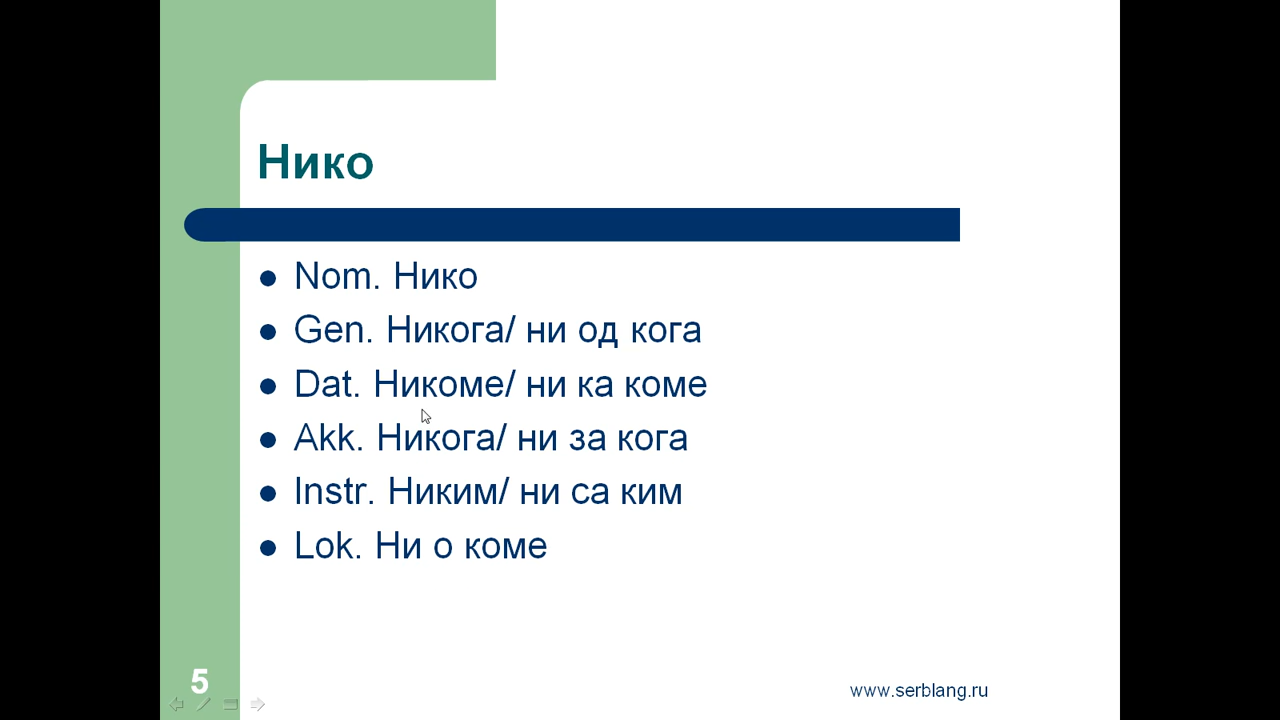 Нико
Nom. Нико
Gen. Никога/ ни од кога
Dat. Никоме/ ни ка коме
Akk. Никога/ ни за кога
Instr. Никим/ ни са ким
Lok. Ни о коме
5
www.serblang.ru